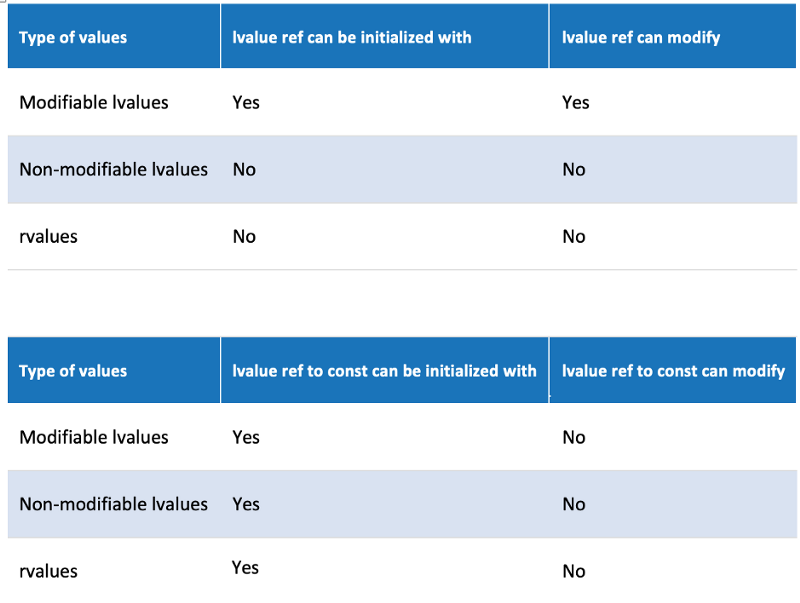 Type of values lvalue ref can be initialized with lvalue ref can modify
Modifiable lvalues Yes Yes
Non-modifiable lvalues No No
rvalues No No
Type of values lvalue ref to const can be initialized with lvalue ref to const can modify
Modifiable lvalues Yes No
Non-modifiable lvalues Yes No
rvalues Yes No